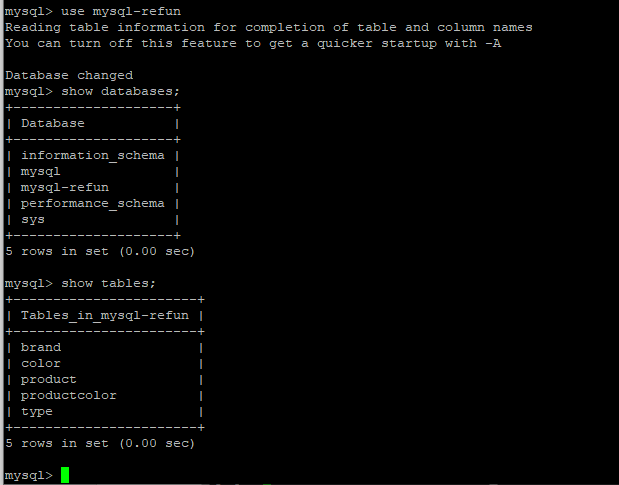 mysql> use mysql-refun
Reading table information for completion of table and column names
You can turn off this feature to get a quicker startup with -A

Database changed
mysql> show databases;
+--------------------+
| Database           |
+--------------------+
| information_schema |
| mysql              |
| mysql-refun        |
| performance_schema |
| sys                |
+--------------------+
5 rows in set (0.00 sec)

mysql> show tables;
+-----------------------+
| Tables_in_mysql-refun |
+-----------------------+
| brand                 |
| color                 |
| product               |
| productcolor          |
| type                  |
+-----------------------+
5 rows in set (0.00 sec)

mysql>